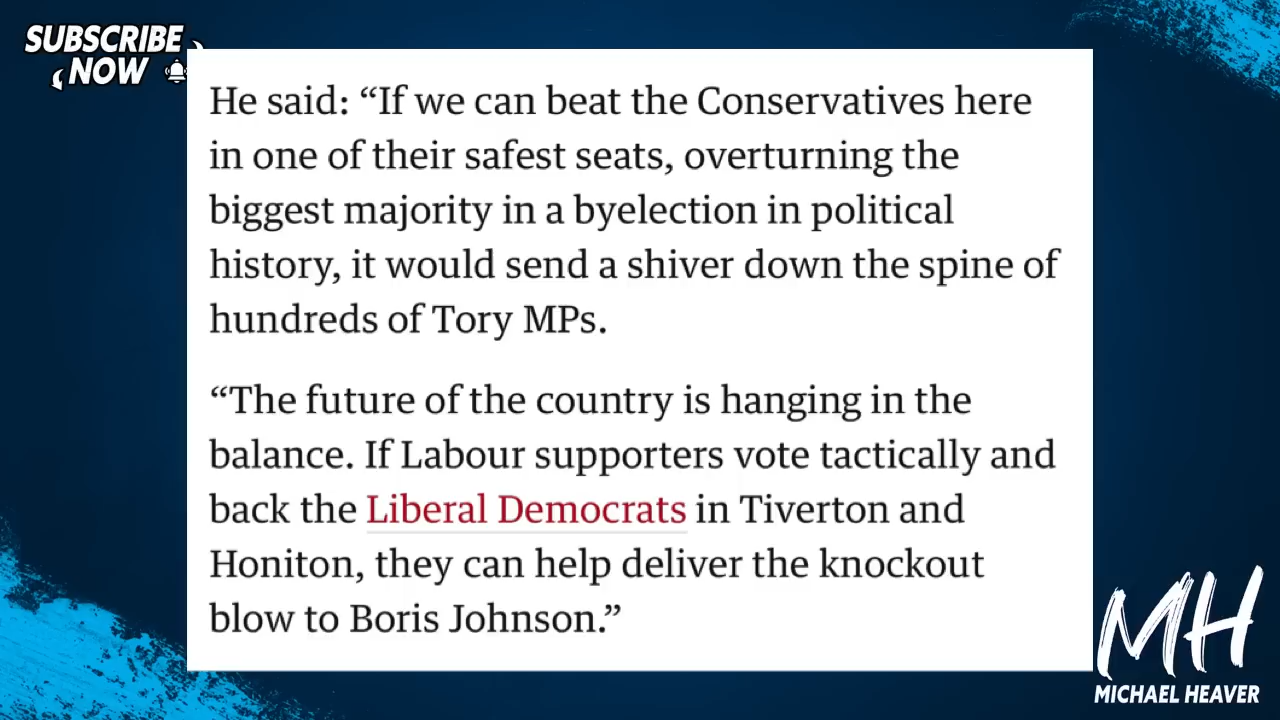 SUBSCRIBE
NOW
He said: “If we can beat the Conservatives here
in one of their safest seats, overturning the
biggest majority in a byelection in political
history, it would send a shiver down the spine of
hundreds of Tory MPs.
“The future of the country is hanging in the
balance. If Labour supporters vote tactically and
back the Liberal Democrats in Tiverton and
Honiton, they can help deliver the knockout
blow to Boris Johnson.”
MH
MICHAEL HEAVER